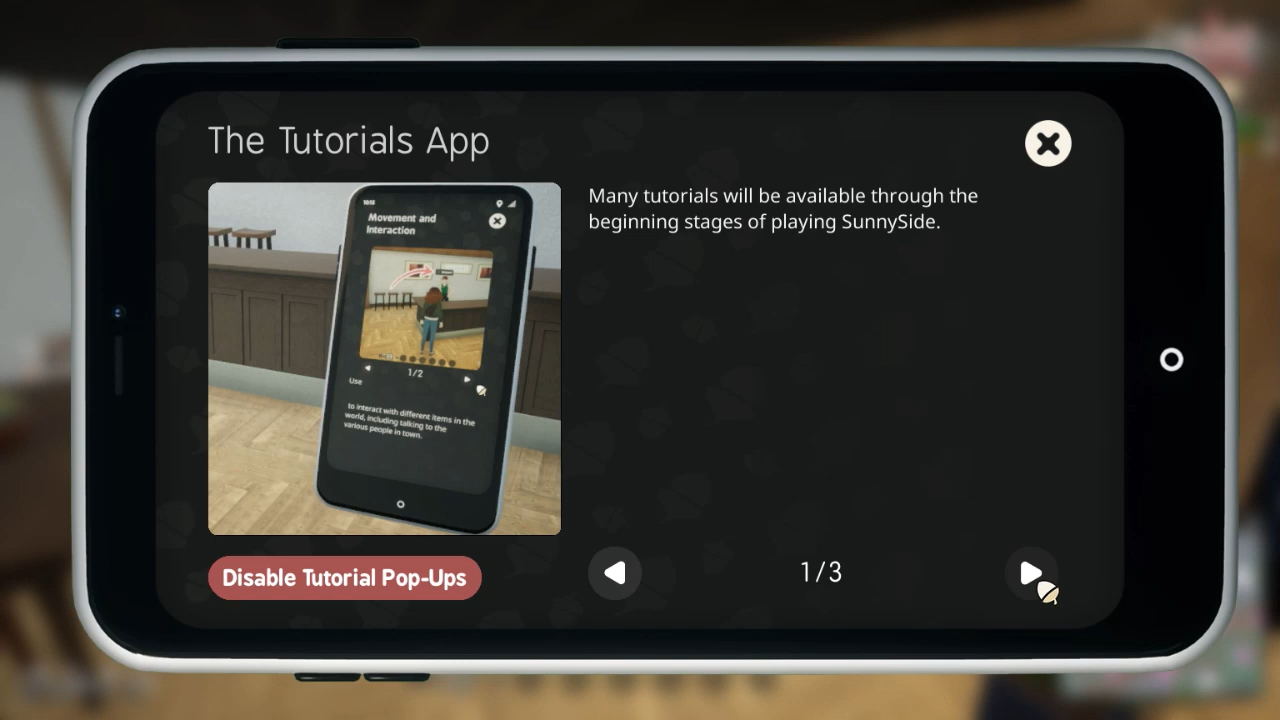 The Tutorials App
10:15
Movement and
Interaction
1/2
Use
to interact with different items in the
world, including talking to the
various people in town.
Many tutorials will be available through the
beginning stages of playing SunnySide.
Disable Tutorial Pop-Ups
1/3